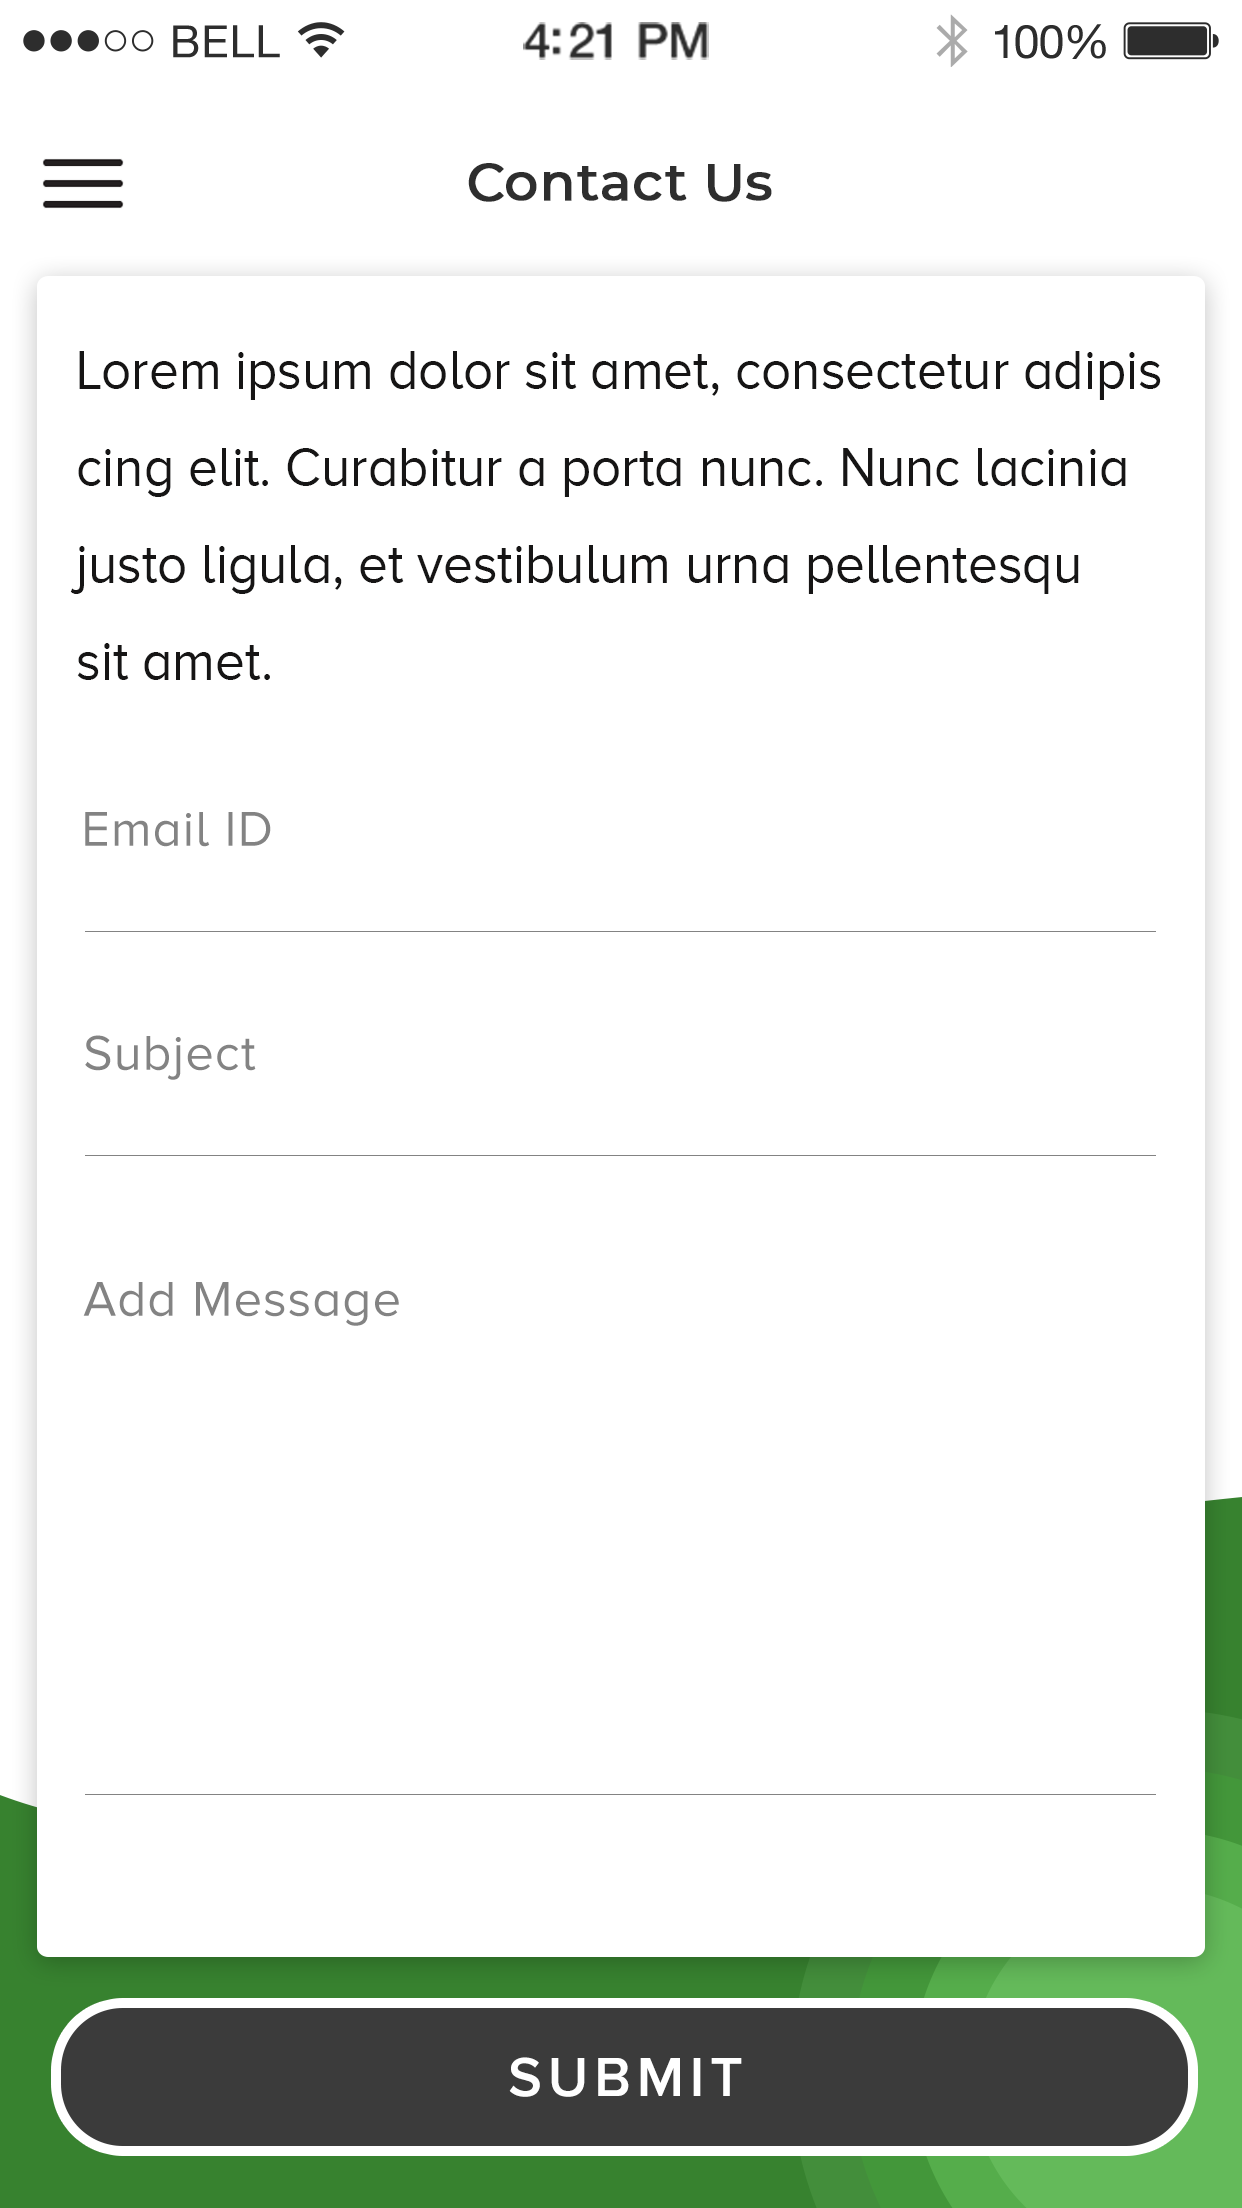 BELL 4:21 PM 100%
Contact Us
Lorem ipsum dolor sit amet, consectetur adipis
cing elit. Curabitur a porta nunc. Nunc lacinia
justo ligula, et vestibulum urna pellentesqu
sit amet.
Email ID
Subject
Add Message
SUBMIT